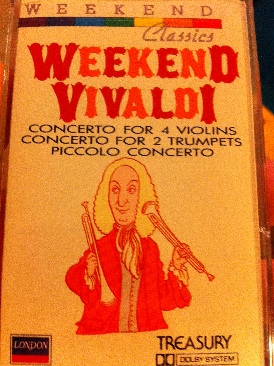 WEEKEND
Classics
WEEKEND
VIVALDI
CONCERTO FOR 4 VIOLINS
CONCERTO FOR 2 TRUMPETS
PICCOLO CONCERTO
LONDON
TREASURY
DOLBY SYSTEM